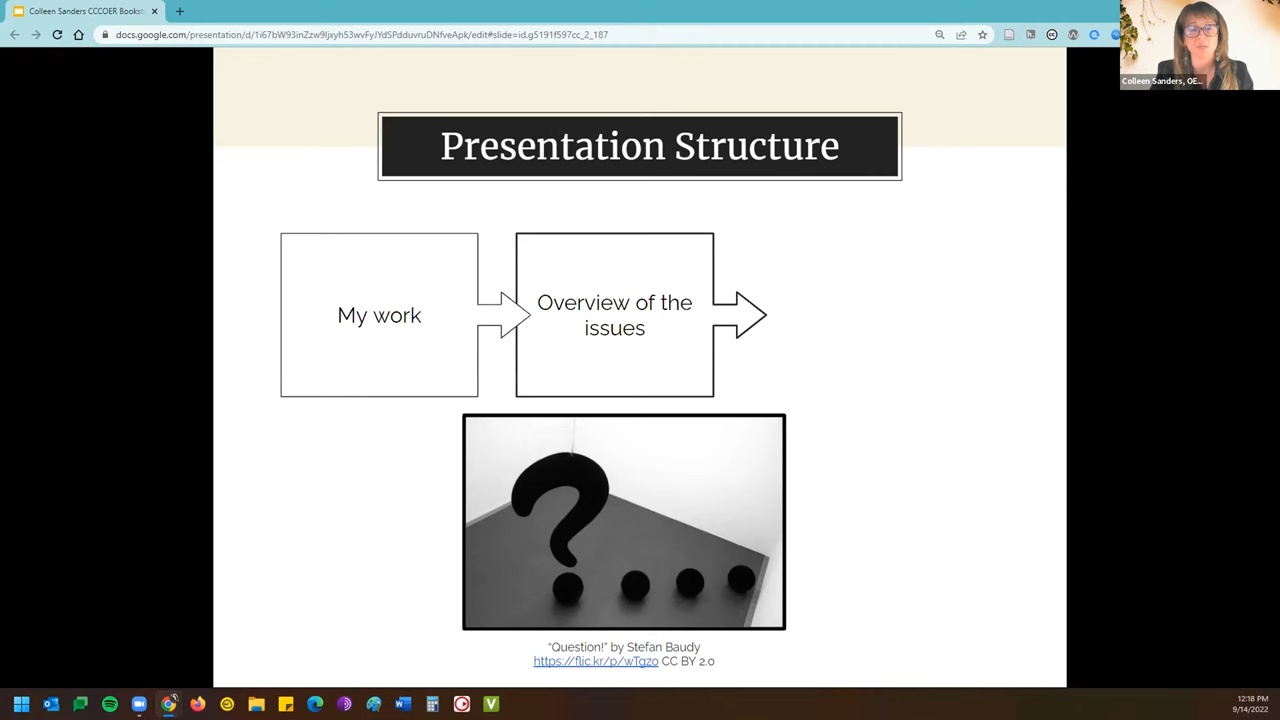 Colleen Sanders CCCOER Bookst
docs.google.com/presentation/d/1i67bW93inZzw9Ijxyh53wvFyJYdSPdduvruDNfveApk/edit#slide=id.g5191f597cc_2_187
Colleen Sanders, OE...
Presentation Structure
My work
Overview of the
issues
"Question!" by Stefan Baudy
https://flic.kr/p/wTgzo CC BY 2.0
12:18 PM
9/14/2022